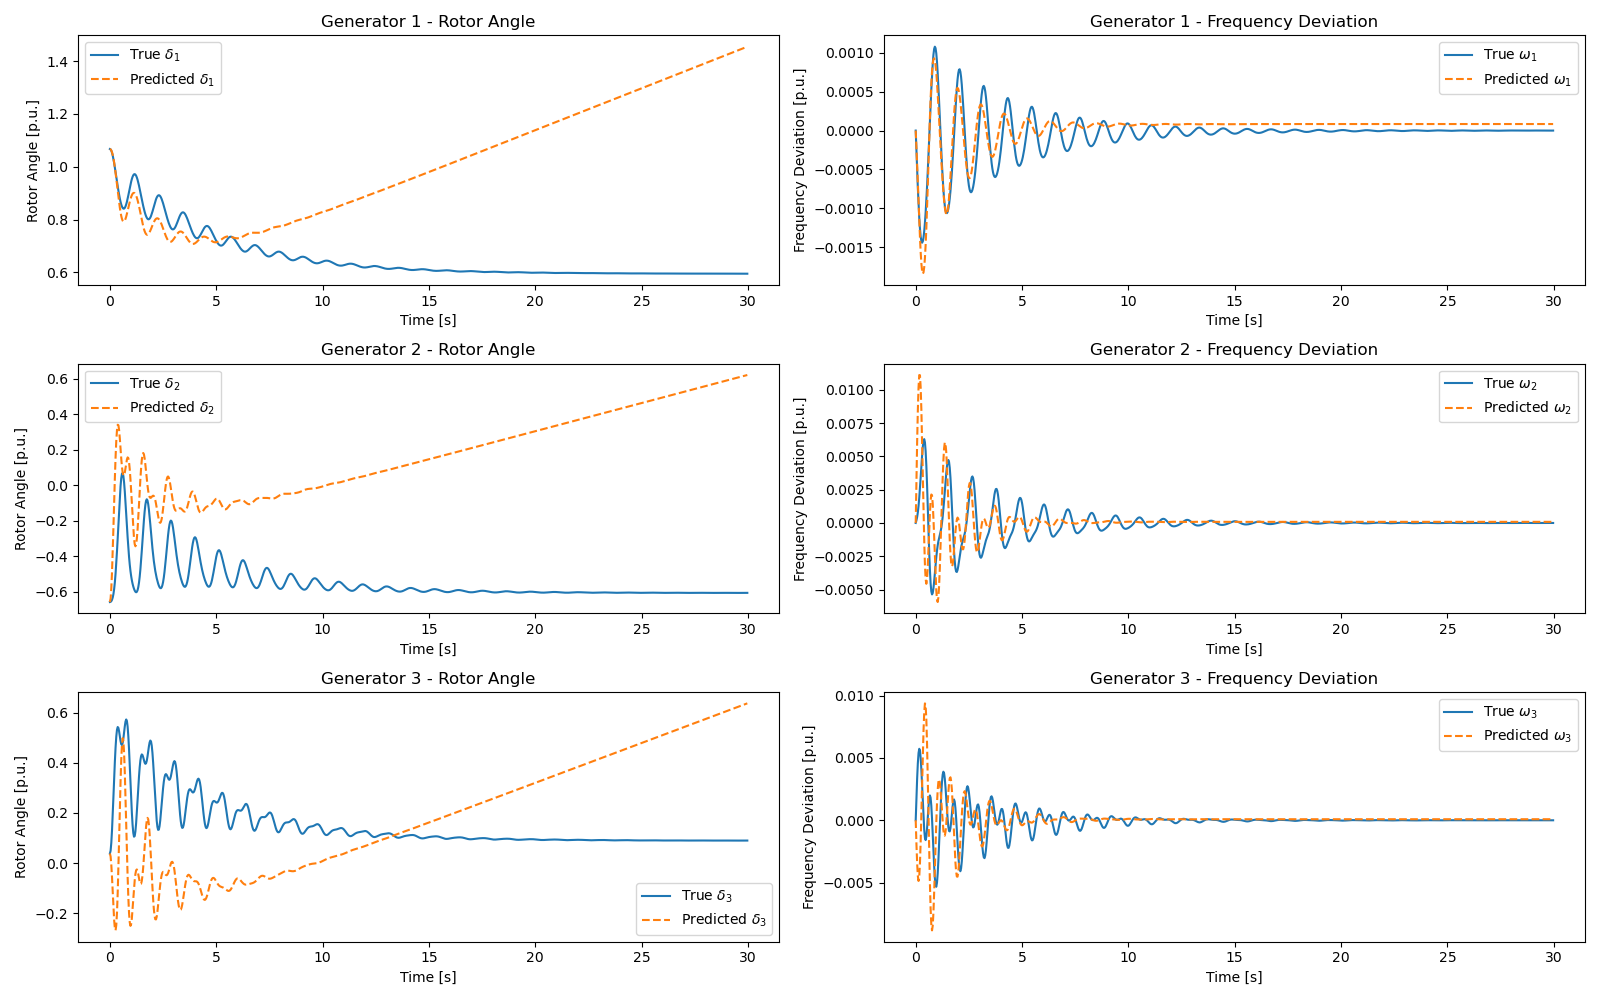 Generator 1 - Rotor Angle
Rotor Angle [p.u.]
1.4
1.2
1.0
0.8
0.6
True δ1
Predicted δ1
0 5 10 15 20 25 30
Time [s]
Generator 1 - Frequency Deviation
Frequency Deviation [p.u.]
0.0010
0.0005
0.0000
−0.0005
−0.0010
−0.0015
True ω1
Predicted ω1
0 5 10 15 20 25 30
Time [s]
Generator 2 - Rotor Angle
Rotor Angle [p.u.]
0.6
0.4
0.2
0.0
−0.2
−0.4
−0.6
True δ2
Predicted δ2
0 5 10 15 20 25 30
Time [s]
Generator 2 - Frequency Deviation
Frequency Deviation [p.u.]
0.0100
0.0075
0.0050
0.0025
0.0000
−0.0025
−0.0050
True ω2
Predicted ω2
0 5 10 15 20 25 30
Time [s]
Generator 3 - Rotor Angle
Rotor Angle [p.u.]
0.6
0.4
0.2
0.0
−0.2
True δ3
Predicted δ3
0 5 10 15 20 25 30
Time [s]
Generator 3 - Frequency Deviation
Frequency Deviation [p.u.]
0.010
0.005
0.000
−0.005
True ω3
Predicted ω3
0 5 10 15 20 25 30
Time [s]